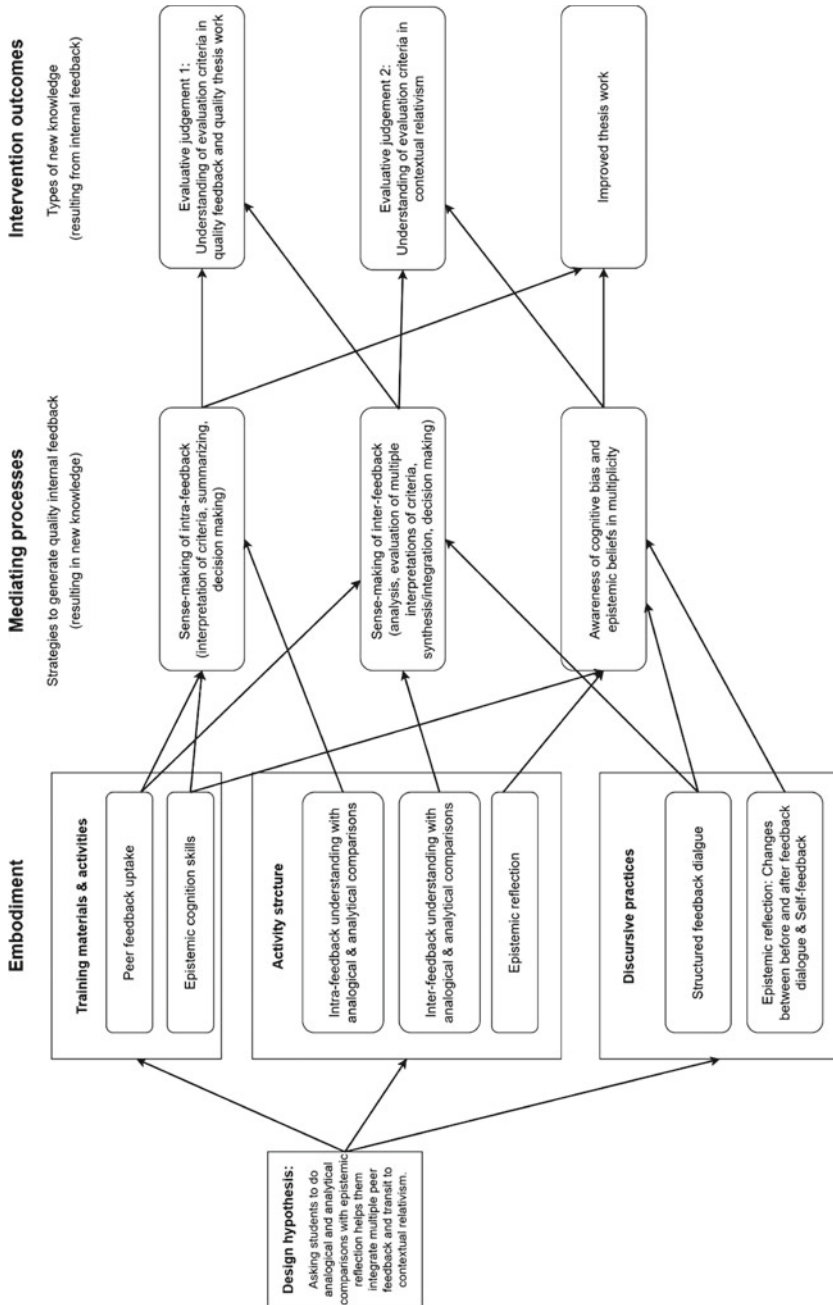 Embodiment
Mediating processes
Strategies to generate quality internal feedback
(resulting in new knowledge)
Intervention outcomes
Types of new knowledge
(resulting from internal feedback)
Design hypothesis:
Asking students to do
analogical and analytical
comparisons with epistemic
reflection helps them
integrate multiple peer
feedback and transit to
contextual relativism.
Training materials & activities
Peer feedback uptake
Epistemic cognition skills
Activity strcture
Intra-feedback understanding with
analogical & analytical comparisons
Inter-feedback understanding with
analogical & analytical comparisons
Epistemic reflection
Discursive practices
Structured feedback dialgue
Epistemic reflection: Changes
between before and after feedback
dialogue & Self-feedback
Sense-making of intra-feedback
(interpretation of criteria, summarizing,
decision making)
Sense-making of inter-feedback
(analysis, evaluation of multiple
interpretations of criteria,
synthesis/integration, decision making)
Awareness of cognitive bias and
epistemic beliefs in multiplicity
Evaluative judgement 1:
Understanding of evaluation criteria in
quality feedback and quality thesis work
Evaluative judgement 2:
Understanding of evaluation criteria in
contextual relativism
Improved thesis work